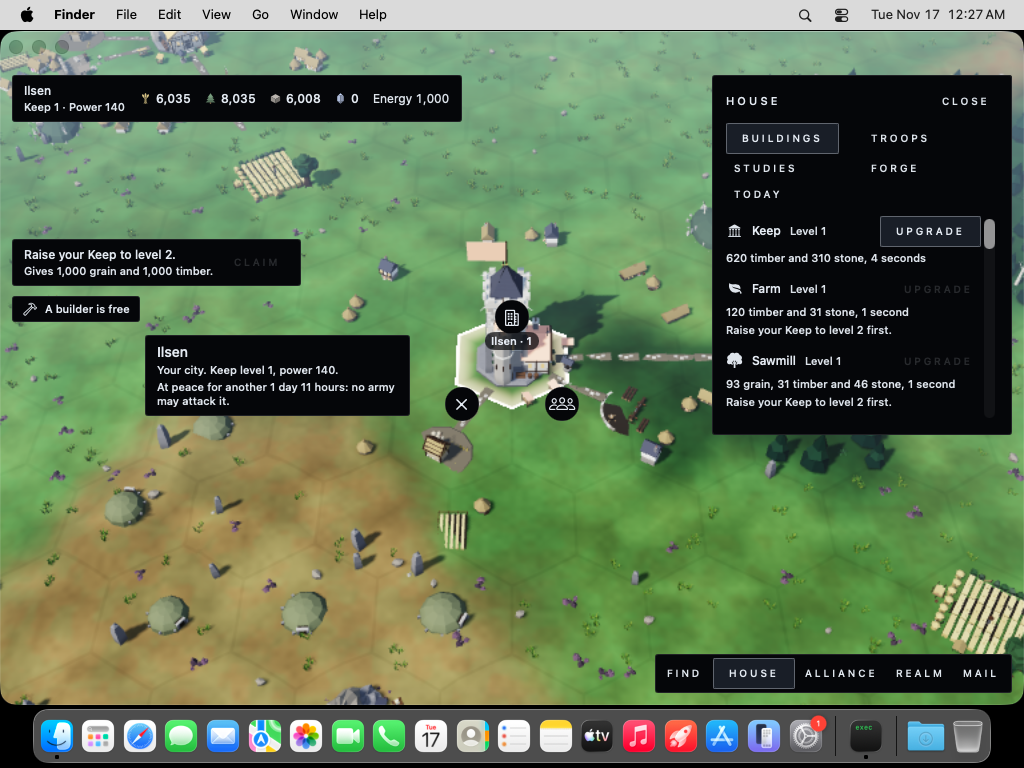 Finder File Edit View Go Window Help Tue Nov 17 12:27 AM
Ilsen
Keep 1 · Power 140
6,035 8,035 6,008 0 Energy 1,000
HOUSE CLOSE
BUILDINGS TROOPS
STUDIES FORGE
TODAY
Keep Level 1 UPGRADE
620 timber and 310 stone, 4 seconds
Farm Level 1 UPGRADE
120 timber and 31 stone, 1 second
Raise your Keep to level 2 first.
Sawmill Level 1 UPGRADE
93 grain, 31 timber and 46 stone, 1 second
Raise your Keep to level 2 first.
Raise your Keep to level 2.
Gives 1,000 grain and 1,000 timber.
CLAIM
A builder is free
Ilsen
Your city. Keep level 1, power 140.
At peace for another 1 day 11 hours: no army
may attack it.
Ilsen · 1
FIND HOUSE ALLIANCE REALM MAIL
Tue
17
tv
1
exec